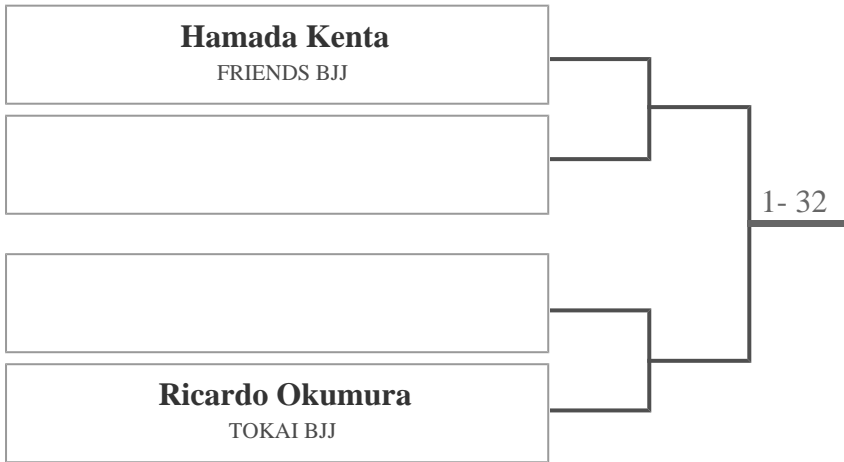 Hamada Kenta
FRIENDS BJJ
1- 32
Ricardo Okumura
TOKAI BJJ